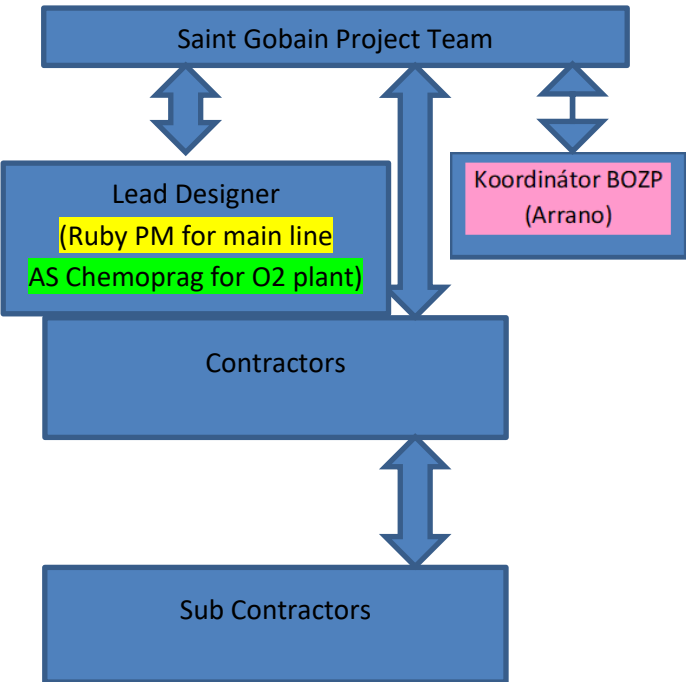 Saint Gobain Project Team
Lead Designer
(Ruby PM for main line
AS Chemoprag for O2 plant)
Koordinátor BOZP
(Arrano)
Contractors
Sub Contractors